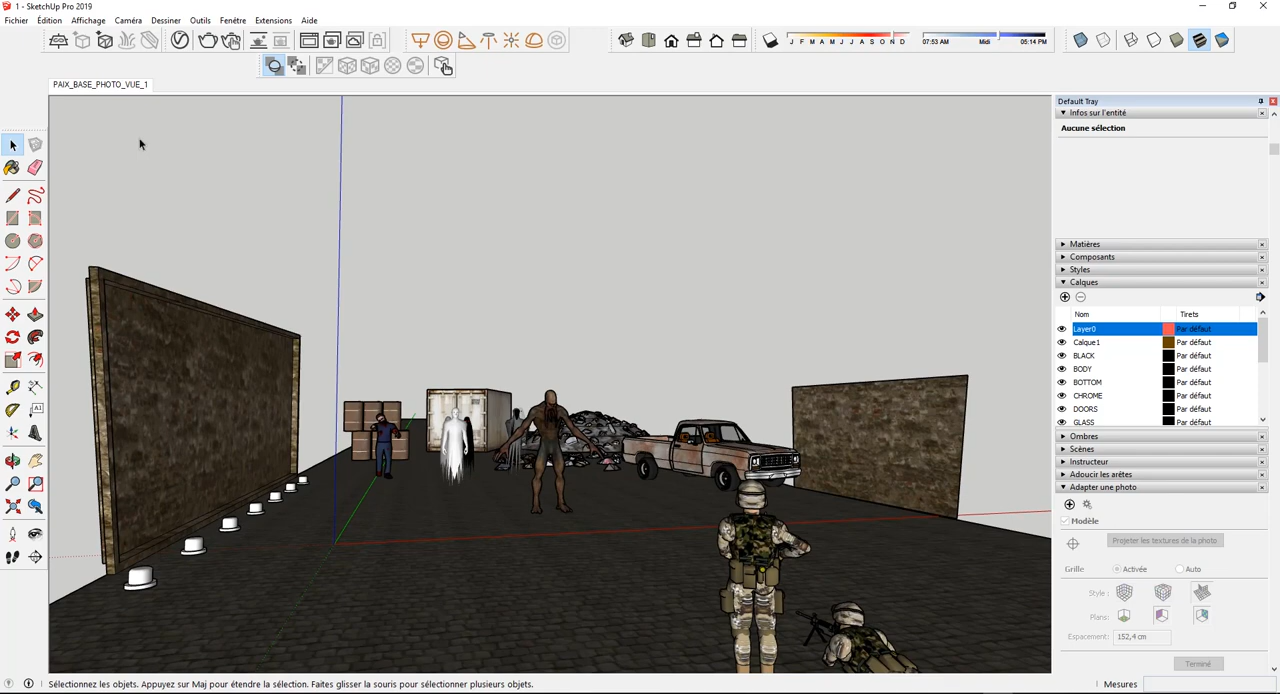 1 - SketchUp Pro 2019
Fichier Édition Affichage Caméra Dessiner Outils Fenêtre Extensions Aide
J F M A M J J A S O N D 07:53 AM Midi 05:14 PM
PAIX_BASE_PHOTO_VUE_1
Default Tray
Infos sur l'entité
Aucune sélection
Matières
Composants
Styles
Calques
Nom Tirets
Layer0 Par défaut
Calque1 Par défaut
BLACK Par défaut
BODY Par défaut
BOTTOM Par défaut
CHROME Par défaut
DOORS Par défaut
GLASS Par défaut
Ombres
Scènes
Instructeur
Adoucir les arêtes
Adapter une photo
Modèle
Projeter les textures de la photo
Grille Activée Auto
Style :
Plans:
Espacement: 152,4 cm
Terminé
Sélectionnez les objets. Appuyez sur Maj pour étendre la sélection. Faites glisser la souris pour sélectionner plusieurs objets. Mesures